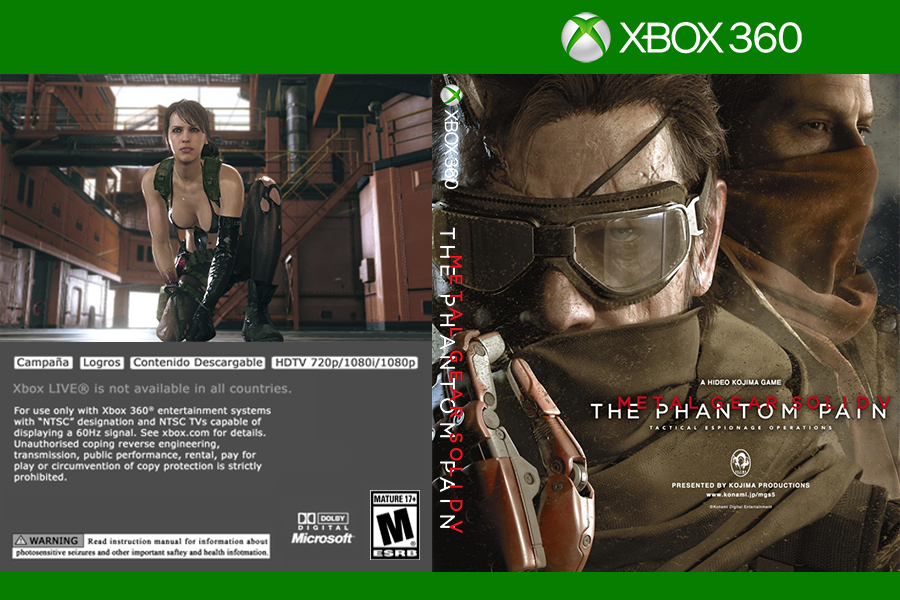 XBOX 360
Campaña Logros Contenido Descargable HDTV 720p/1080i/1080p
Xbox LIVE® is not available in all countries.
For use only with Xbox 360® entertainment systems
with “NTSC” designation and NTSC TVs capable of
displaying a 60Hz signal. See xbox.com for details.
Unauthorised coping reverse engineering,
transmission, public performance, rental, pay for
play or circumvention of copy protection is strictly
prohibited.
WARNING Read instruction manual for information about
photosensitive seizures and other important saftey and health infotmation.
DOLBY
DIGITAL
Microsoft
MATURE 17+
M
ESRB
XBOX 360
METAL GEAR SOLID V
THE PHANTOM PAIN
A HIDEO KOJIMA GAME
METAL GEAR SOLID V
THE PHANTOM PAIN
TACTICAL ESPIONAGE OPERATIONS
PRESENTED BY KOJIMA PRODUCTIONS
www.konami.jp/mgs5
©Konami Digital Entertainment